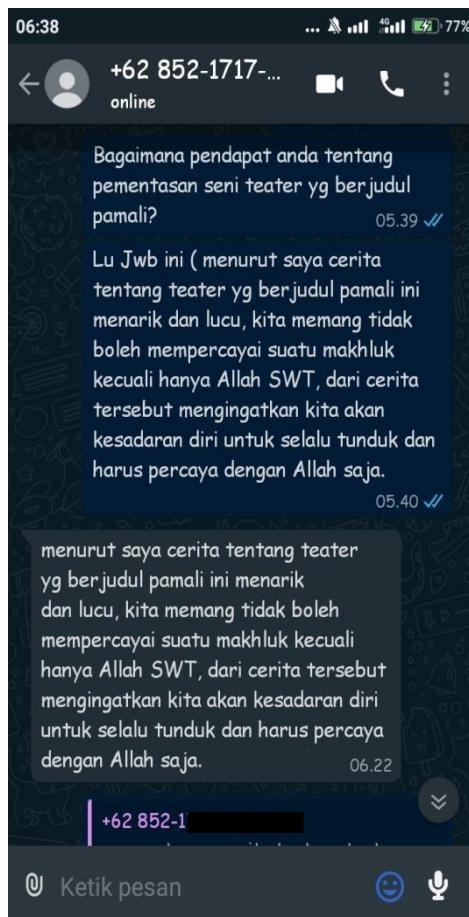 06:38
... 4G 77%
+62 852-1717-...
online
Bagaimana pendapat anda tentang
pementasan seni teater yg berjudul
pamali?
05.39
Lu Jwb ini ( menurut saya cerita
tentang teater yg berjudul pamali ini
menarik dan lucu, kita memang tidak
boleh mempercayai suatu makhluk
kecuali hanya Allah SWT, dari cerita
tersebut mengingatkan kita akan
kesadaran diri untuk selalu tunduk dan
harus percaya dengan Allah saja.
05.40
menurut saya cerita tentang teater
yg berjudul pamali ini menarik
dan lucu, kita memang tidak boleh
mempercayai suatu makhluk kecuali
hanya Allah SWT, dari cerita tersebut
mengingatkan kita akan kesadaran diri
untuk selalu tunduk dan harus percaya
dengan Allah saja.
06.22
+62 852-1
Ketik pesan